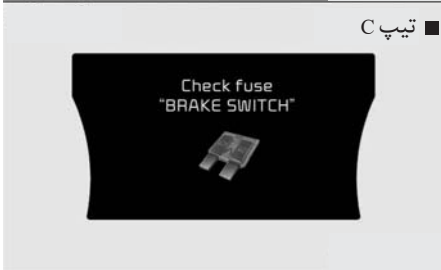 ■ تیپ C
Check fuse
“BRAKE SWITCH”